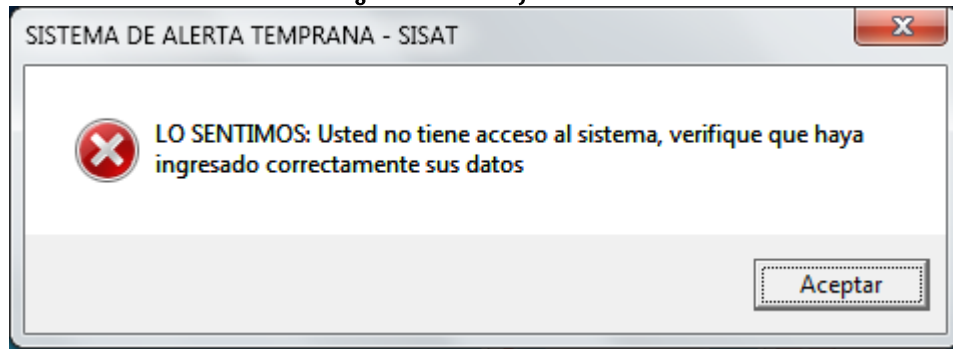 SISTEMA DE ALERTA TEMPRANA - SISAT
LO SENTIMOS: Usted no tiene acceso al sistema, verifique que haya
ingresado correctamente sus datos
Aceptar